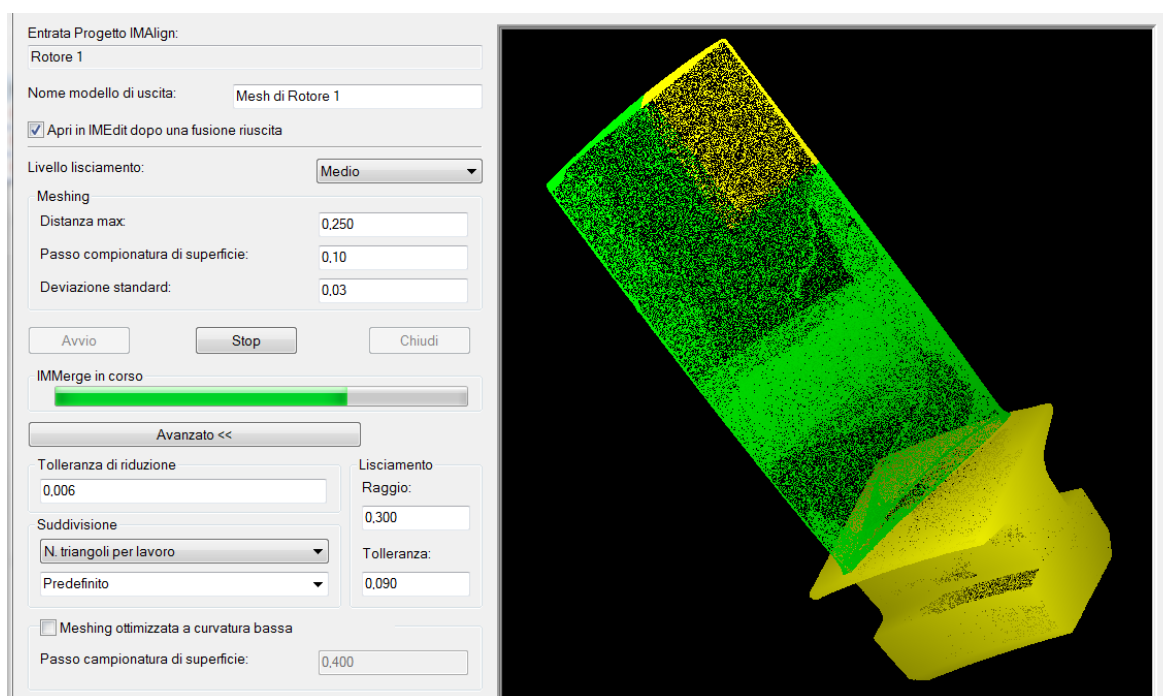 Entrata Progetto IMAlign:
Rotore 1
Nome modello di uscita: Mesh di Rotore 1
Apri in IMEdit dopo una fusione riuscita
Livello lisciamento: Medio
Meshing
Distanza max: 0,250
Passo compionatura di superficie: 0,10
Deviazione standard: 0,03
Avvio Stop Chiudi
IMMerge in corso
Avanzato <<
Tolleranza di riduzione
0,006
Suddivisione
N. triangoli per lavoro
Predefinito
Lisciamento
Raggio:
0,300
Tolleranza:
0,090
Meshing ottimizzata a curvatura bassa
Passo campionatura di superficie: 0,400